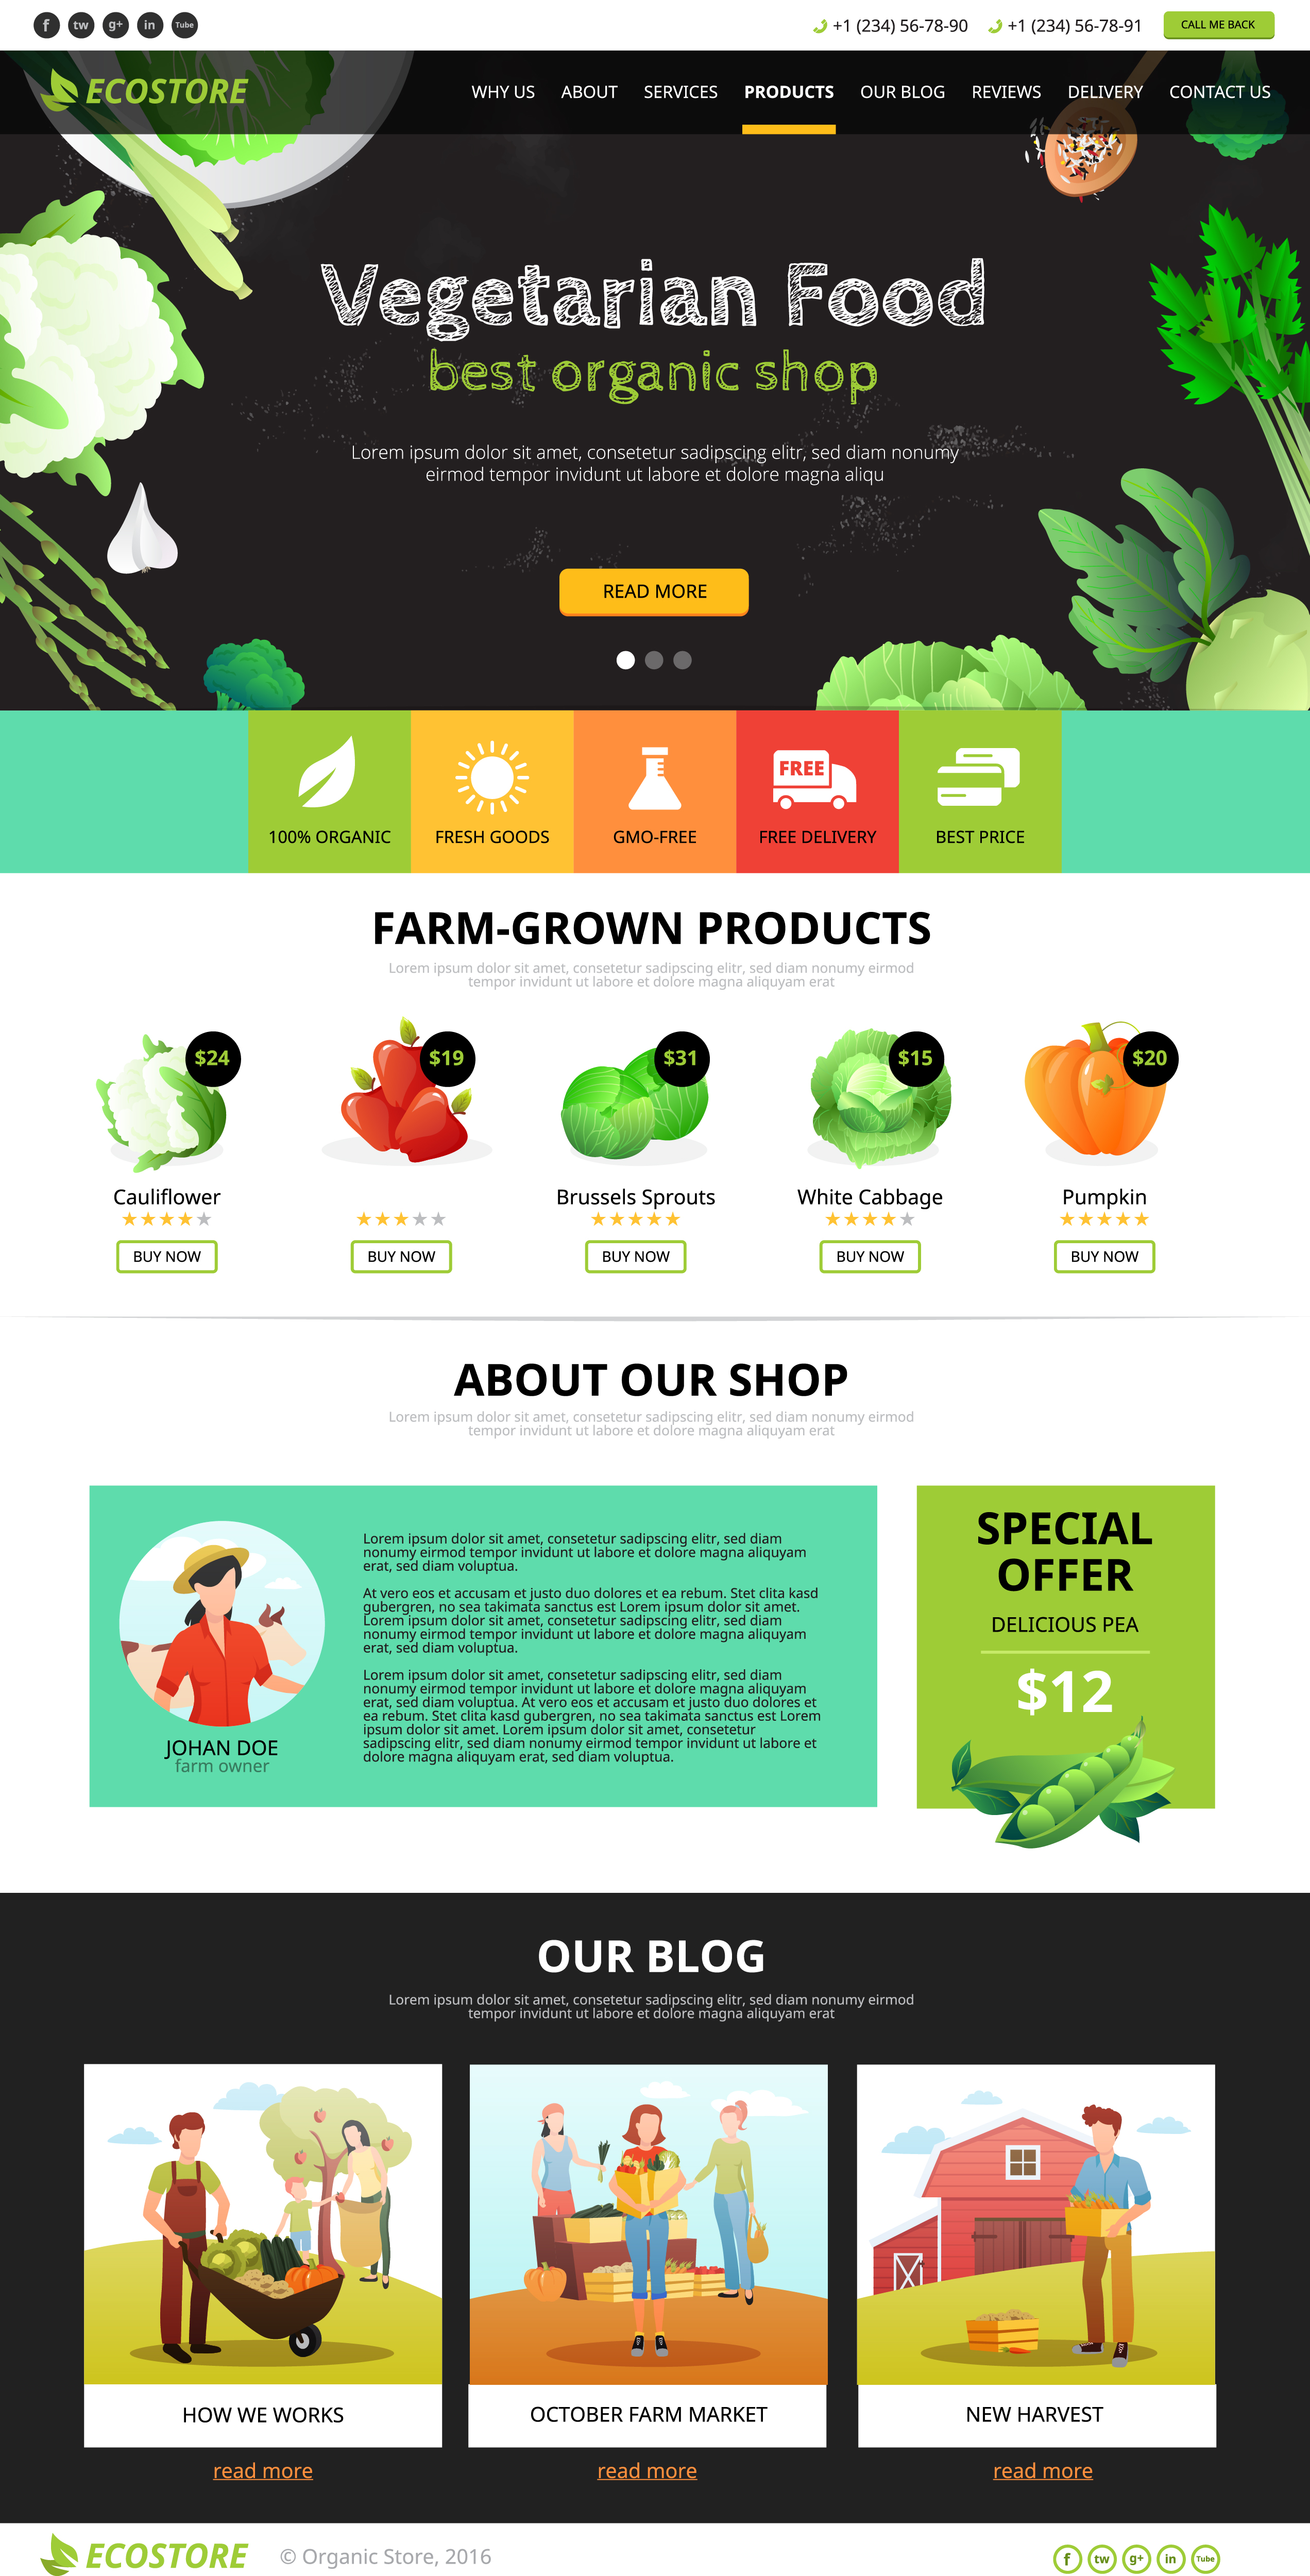 f tw g+ in Tube
+1 (234) 56-78-90 +1 (234) 56-78-91 CALL ME BACK
ECOSTORE
WHY US ABOUT SERVICES PRODUCTS OUR BLOG REVIEWS DELIVERY CONTACT US
Vegetarian Food
best organic shop
Lorem ipsum dolor sit amet, consetetur sadipscing elitr, sed diam nonumy
eirmod tempor invidunt ut labore et dolore magna aliqu
READ MORE
FREE
100% ORGANIC FRESH GOODS GMO-FREE FREE DELIVERY BEST PRICE
FARM-GROWN PRODUCTS
Lorem ipsum dolor sit amet, consetetur sadipscing elitr, sed diam nonumy eirmod
tempor invidunt ut labore et dolore magna aliquyam erat
$24 $19 $31 $15 $20
Cauliflower Brussels Sprouts White Cabbage Pumpkin
BUY NOW BUY NOW BUY NOW BUY NOW BUY NOW
ABOUT OUR SHOP
Lorem ipsum dolor sit amet, consetetur sadipscing elitr, sed diam nonumy eirmod
tempor invidunt ut labore et dolore magna aliquyam erat
JOHAN DOE
farm owner
Lorem ipsum dolor sit amet, consetetur sadipscing elitr, sed diam
nonumy eirmod tempor invidunt ut labore et dolore magna aliquyam
erat, sed diam voluptua.
At vero eos et accusam et justo duo dolores et ea rebum. Stet clita kasd
gubergren, no sea takimata sanctus est Lorem ipsum dolor sit amet.
Lorem ipsum dolor sit amet, consetetur sadipscing elitr, sed diam
nonumy eirmod tempor invidunt ut labore et dolore magna aliquyam
erat, sed diam voluptua.
Lorem ipsum dolor sit amet, consetetur sadipscing elitr, sed diam
nonumy eirmod tempor invidunt ut labore et dolore magna aliquyam
erat, sed diam voluptua. At vero eos et accusam et justo duo dolores et
ea rebum. Stet clita kasd gubergren, no sea takimata sanctus est Lorem
ipsum dolor sit amet. Lorem ipsum dolor sit amet, consetetur
sadipscing elitr, sed diam nonumy eirmod tempor invidunt ut labore et
dolore magna aliquyam erat, sed diam voluptua.
SPECIAL
OFFER
DELICIOUS PEA
$12
OUR BLOG
Lorem ipsum dolor sit amet, consetetur sadipscing elitr, sed diam nonumy eirmod
tempor invidunt ut labore et dolore magna aliquyam erat
HOW WE WORKS OCTOBER FARM MARKET NEW HARVEST
read more read more read more
ECOSTORE © Organic Store, 2016 f tw g+ in Tube